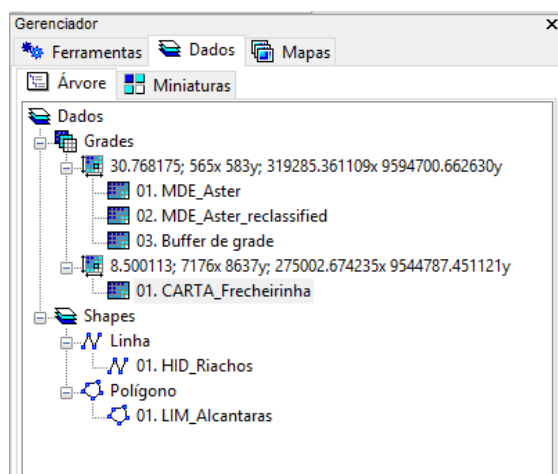 Gerenciador
Ferramentas Dados Mapas
Árvore Miniaturas
Dados
Grades
30.768175; 565x 583y; 319285.361109x 9594700.662630y
01. MDE_Aster
02. MDE_Aster_reclassified
03. Buffer de grade
8.500113; 7176x 8637y; 275002.674235x 9544787.451121y
01. CARTA_Frecheirinha
Shapes
Linha
01. HID_Riachos
Polígono
01. LIM_Alcantaras